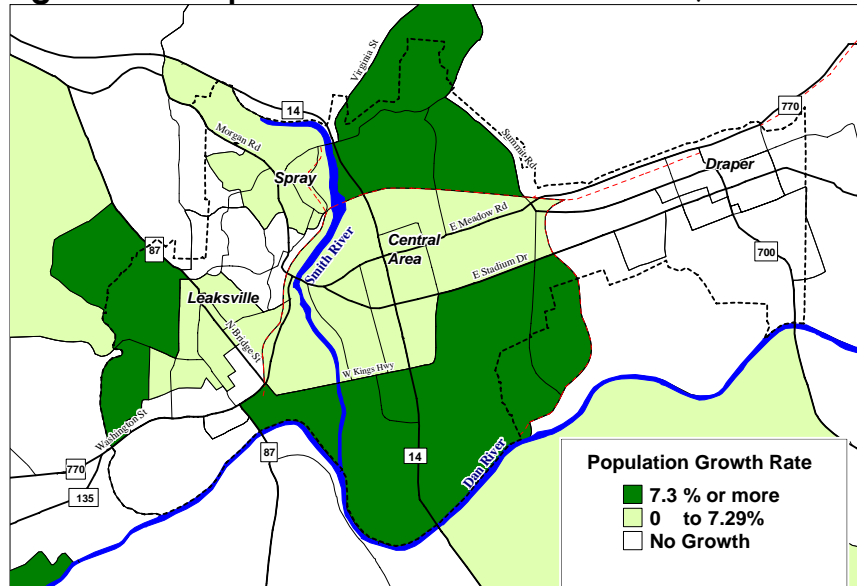 Virginia St
14
770
Morgan Rd
Summit Rd
Draper
Spray
E Meadow Rd
Central
Area
87
Smith River
700
E Stadium Dr
Leaksville
N-Bridge St
W Kings Hwy
Washington St
87
14
770
135
Dan River
Population Growth Rate
7.3 % or more
0 to 7.29%
No Growth